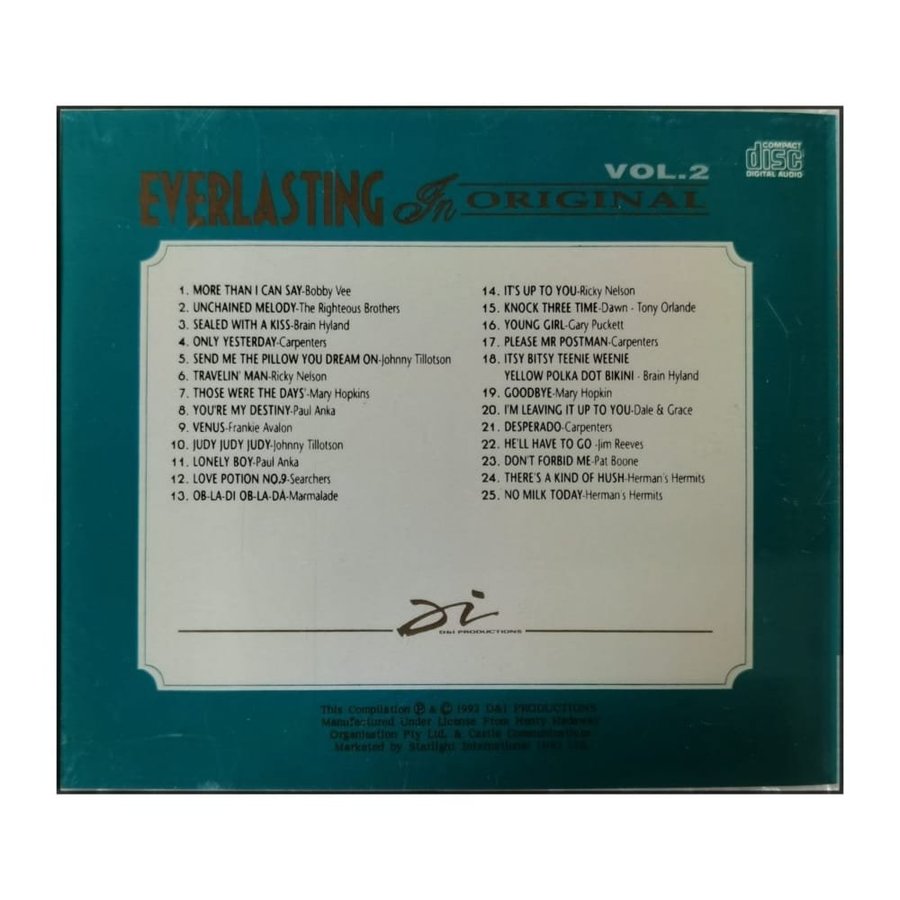 VOL.2
COMPACT
disc
DIGITAL AUDIO
EVERLASTING In ORIGINAL
1. MORE THAN I CAN SAY-Bobby Vee
2. UNCHAINED MELODY-The Righteous Brothers
3. SEALED WITH A KISS-Brain Hyland
4. ONLY YESTERDAY-Carpenters
5. SEND ME THE PILLOW YOU DREAM ON-Johnny Tillotson
6. TRAVELIN' MAN-Ricky Nelson
7. THOSE WERE THE DAYS'-Mary Hopkins
8. YOU'RE MY DESTINY-Paul Anka
9. VENUS-Frankie Avalon
10. JUDY JUDY JUDY-Johnny Tillotson
11. LONELY BOY-Paul Anka
12. LOVE POTION NO.9-Searchers
13. OB-LA-DI OB-LA-DA-Marmalade
14. IT'S UP TO YOU-Ricky Nelson
15. KNOCK THREE TIME-Dawn - Tony Orlande
16. YOUNG GIRL-Gary Puckett
17. PLEASE MR POSTMAN-Carpenters
18. ITSY BITSY TEENIE WEENIE
YELLOW POLKA DOT BIKINI - Brain Hyland
19. GOODBYE-Mary Hopkin
20. I'M LEAVING IT UP TO YOU-Dale & Grace
21. DESPERADO-Carpenters
22. HE'LL HAVE TO GO -Jim Reeves
23. DON'T FORBID ME-Pat Boone
24. THERE'S A KIND OF HUSH-Herman's Hermits
25. NO MILK TODAY-Herman's Hermits
Di
D&I PRODUCTIONS
This Compilation Ⓟ & © 1992 D&I PRODUCTIONS
Manufactured Under License From
Organisation Pty Ltd. & Castle Communications
Marketed by Starlight International